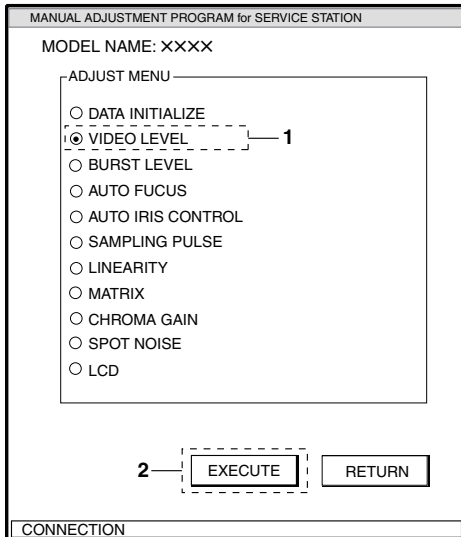 MANUAL ADJUSTMENT PROGRAM for SERVICE STATION
MODEL NAME: ××××
ADJUST MENU
DATA INITIALIZE
VIDEO LEVEL 1
BURST LEVEL
AUTO FUCUS
AUTO IRIS CONTROL
SAMPLING PULSE
LINEARITY
MATRIX
CHROMA GAIN
SPOT NOISE
LCD
2 EXECUTE RETURN
CONNECTION